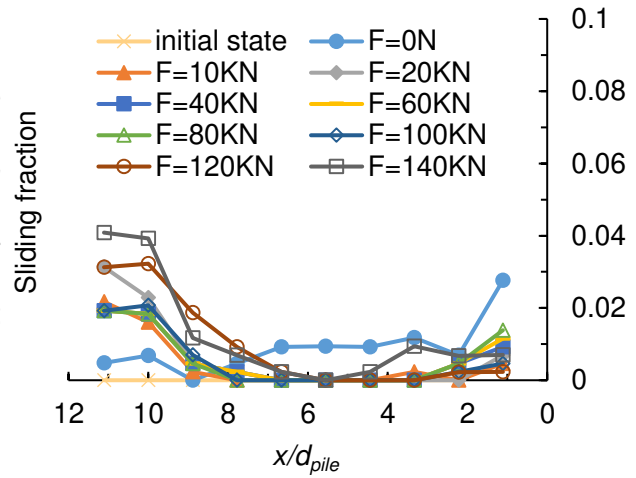 initial state F=0N
F=10KN F=20KN
F=40KN F=60KN
F=80KN F=100KN
F=120KN F=140KN
Sliding fraction
0.1
0.08
0.06
0.04
0.02
0
12 10 8 6 4 2 0
x/dpile